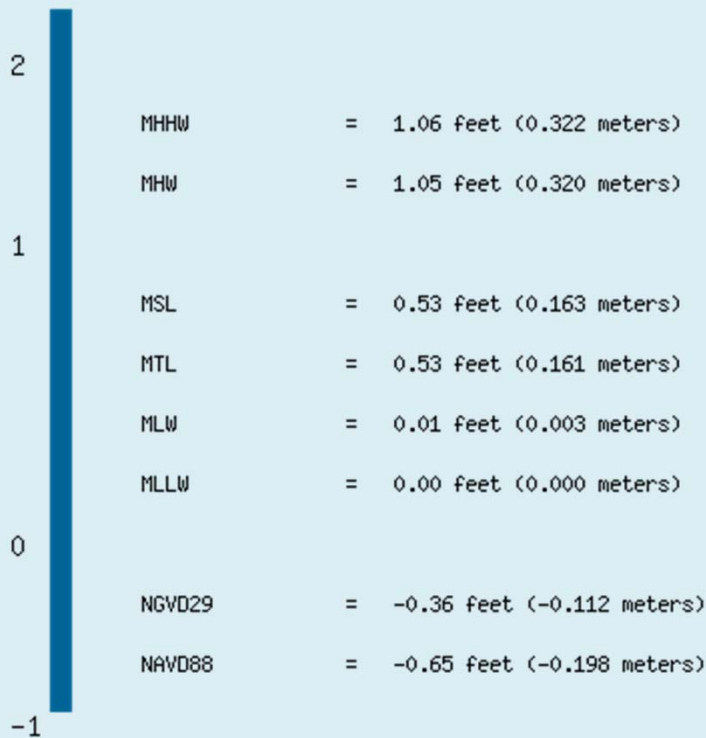 2
MHHW = 1.06 feet (0.322 meters)
MHW = 1.05 feet (0.320 meters)
1
MSL = 0.53 feet (0.163 meters)
MTL = 0.53 feet (0.161 meters)
MLW = 0.01 feet (0.003 meters)
MLLW = 0.00 feet (0.000 meters)
0
NGVD29 = -0.36 feet (-0.112 meters)
NAVD88 = -0.65 feet (-0.198 meters)
-1